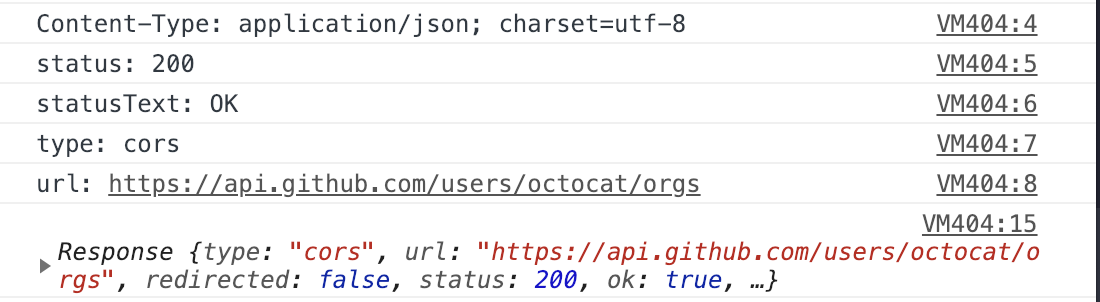 Content-Type: application/json; charset=utf-8 VM404:4
status: 200 VM404:5
statusText: OK VM404:6
type: cors VM404:7
url: https://api.github.com/users/octocat/orgs VM404:8
VM404:15
Response {type: "cors", url: "https://api.github.com/users/octocat/o
rgs", redirected: false, status: 200, ok: true, …}